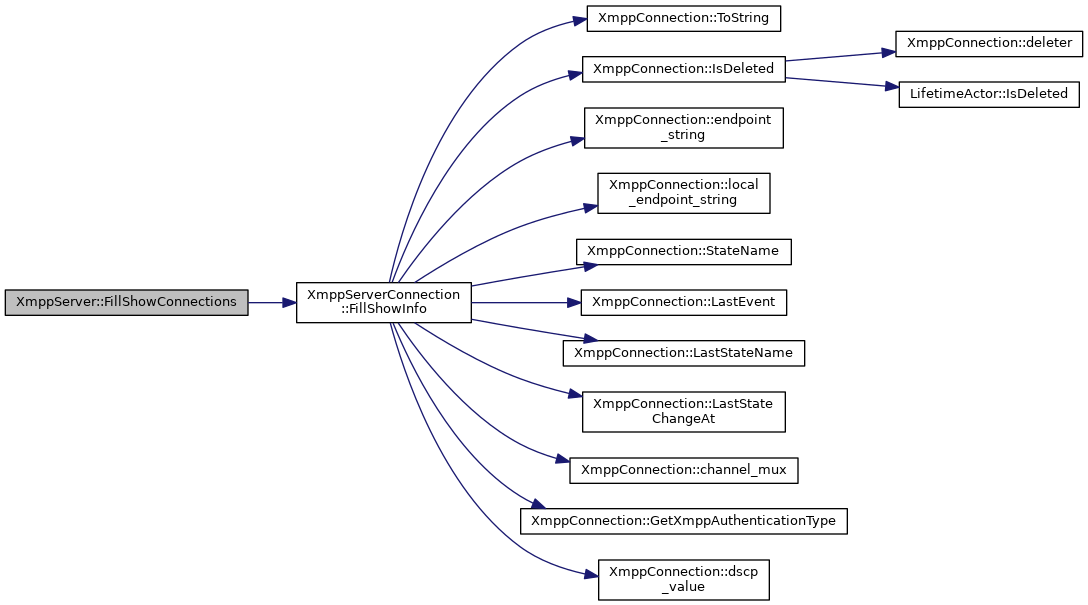 XmppConnection::ToString
XmppConnection::deleter
XmppConnection::IsDeleted
LifetimeActor::IsDeleted
XmppConnection::endpoint
_string
XmppConnection::local
_endpoint_string
XmppConnection::StateName
XmppServer::FillShowConnections
XmppServerConnection
::FillShowInfo
XmppConnection::LastEvent
XmppConnection::LastStateName
XmppConnection::LastState
ChangeAt
XmppConnection::channel_mux
XmppConnection::GetXmppAuthenticationType
XmppConnection::dscp
_value